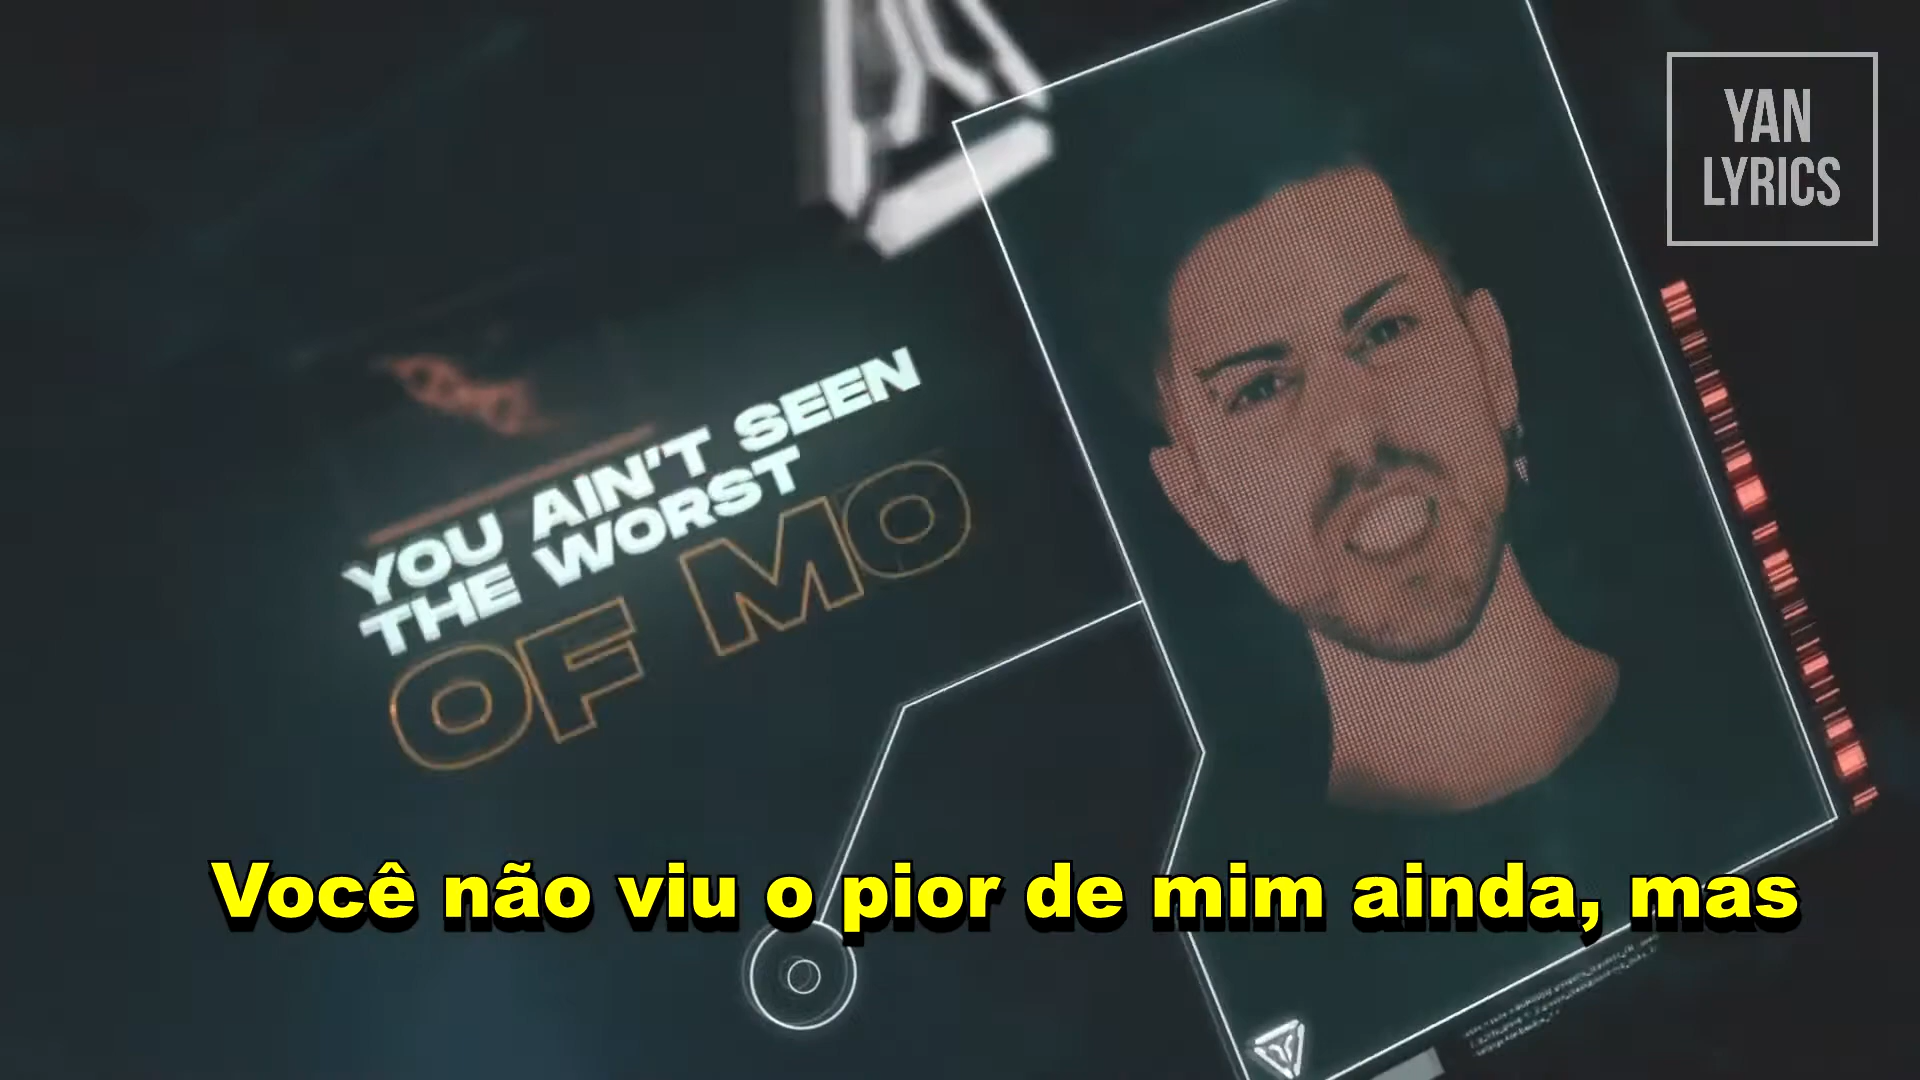 YAN
LYRICS
YOU AIN'T SEEN
THE WORST
OF MO
Você não viu o pior de mim ainda, mas